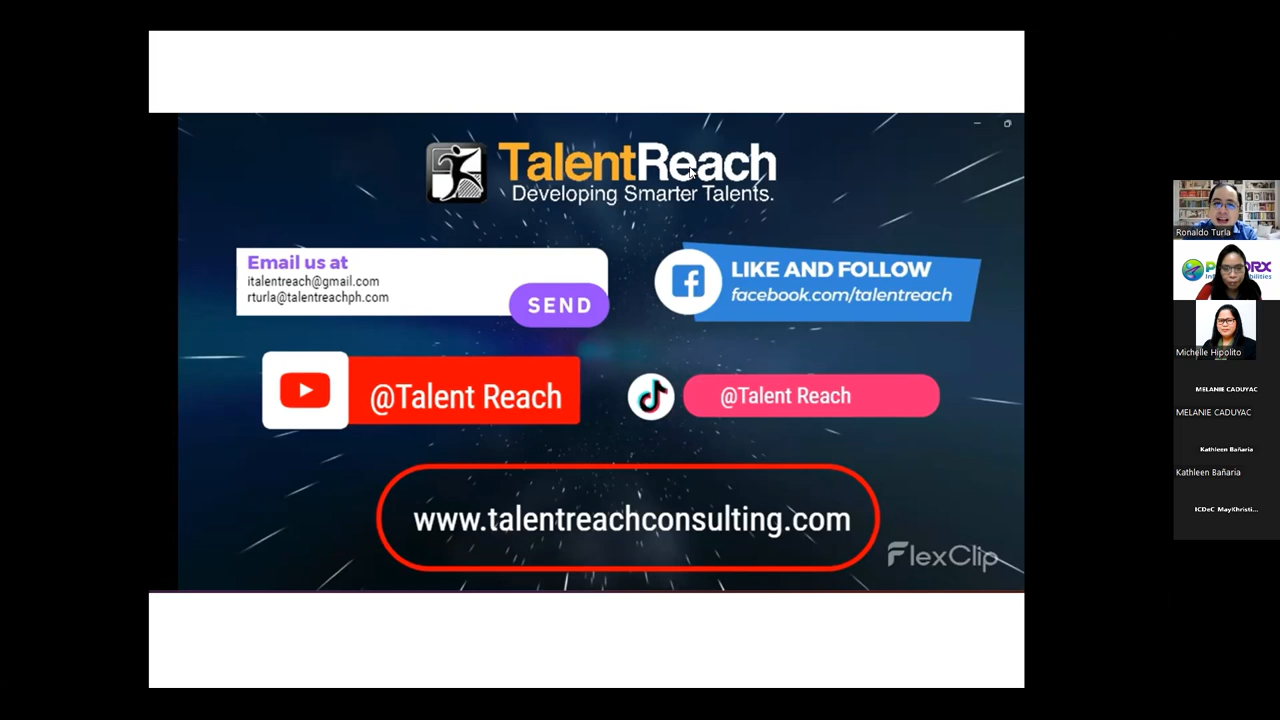 TalentReach
Developing Smarter Talents.
Email us at
italentreach@gmail.com
rturla@talentreachph.com
SEND
LIKE AND FOLLOW
facebook.com/talentreach
@Talent Reach
@Talent Reach
www.talentreachconsulting.com
FlexClip
Ronaldo Turla
Michelle Hipolito
MELANIE CADUYAC
MELANIE CADUYAC
Kathleen Bañaria
Kathleen Bañaria
ICDeC MayKhristi...